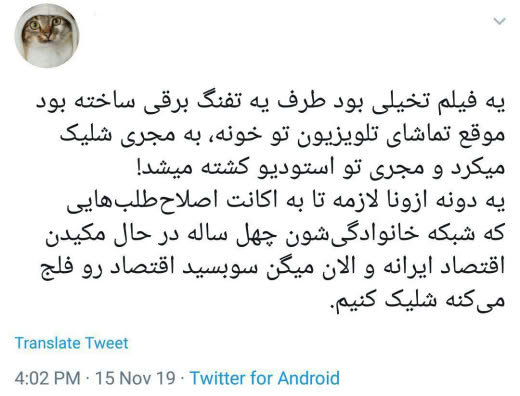 یه فیلم تخیلی بود طرف یه تفنگ برقی ساخته بود
موقع تماشای تلویزیون تو خونه، به مجری شلیک
میکرد و مجری تو استودیو کشته میشد!
یه دونه ازونا لازمه تا به اکانت اصلاح‌طلب‌هایی
که شبکه خانوادگی‌شون چهل ساله در حال مکیدن
اقتصاد ایرانه و الان میگن سوبسید اقتصاد رو فلج
می‌کنه شلیک کنیم.
Translate Tweet
4:02 PM · 15 Nov 19 · Twitter for Android